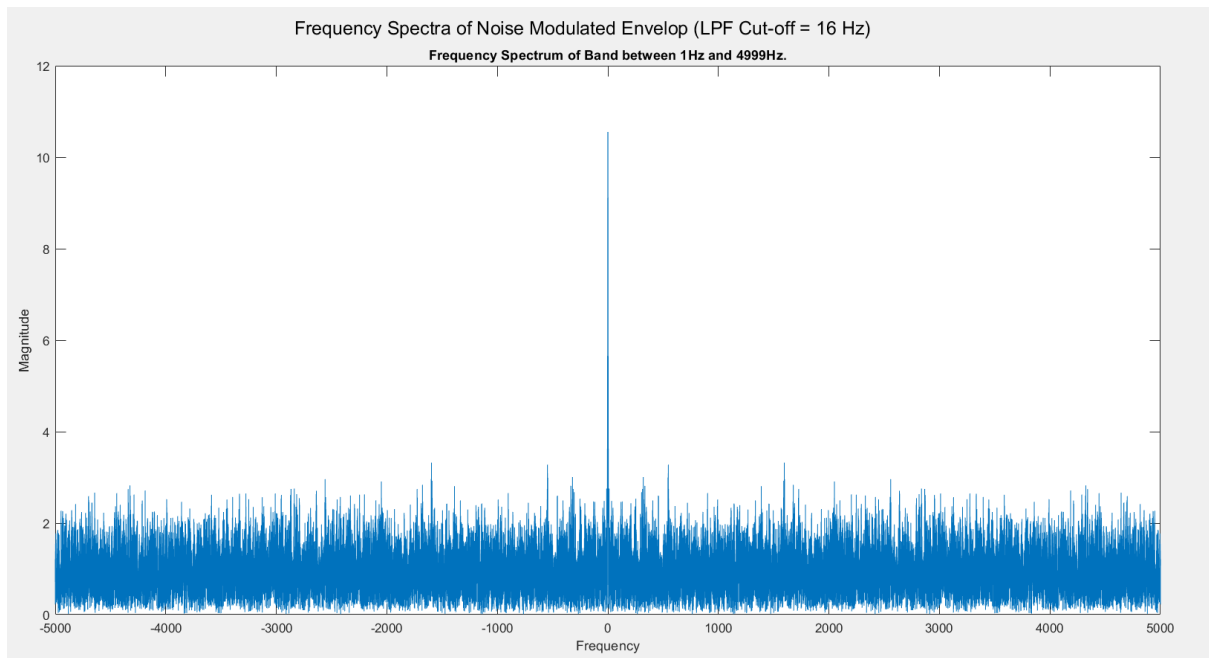 Frequency Spectra of Noise Modulated Envelop (LPF Cut-off = 16 Hz)
Frequency Spectrum of Band between 1Hz and 4999Hz.
12
10
8
6
4
2
0
Magnitude
-5000 -4000 -3000 -2000 -1000 0 1000 2000 3000 4000 5000
Frequency